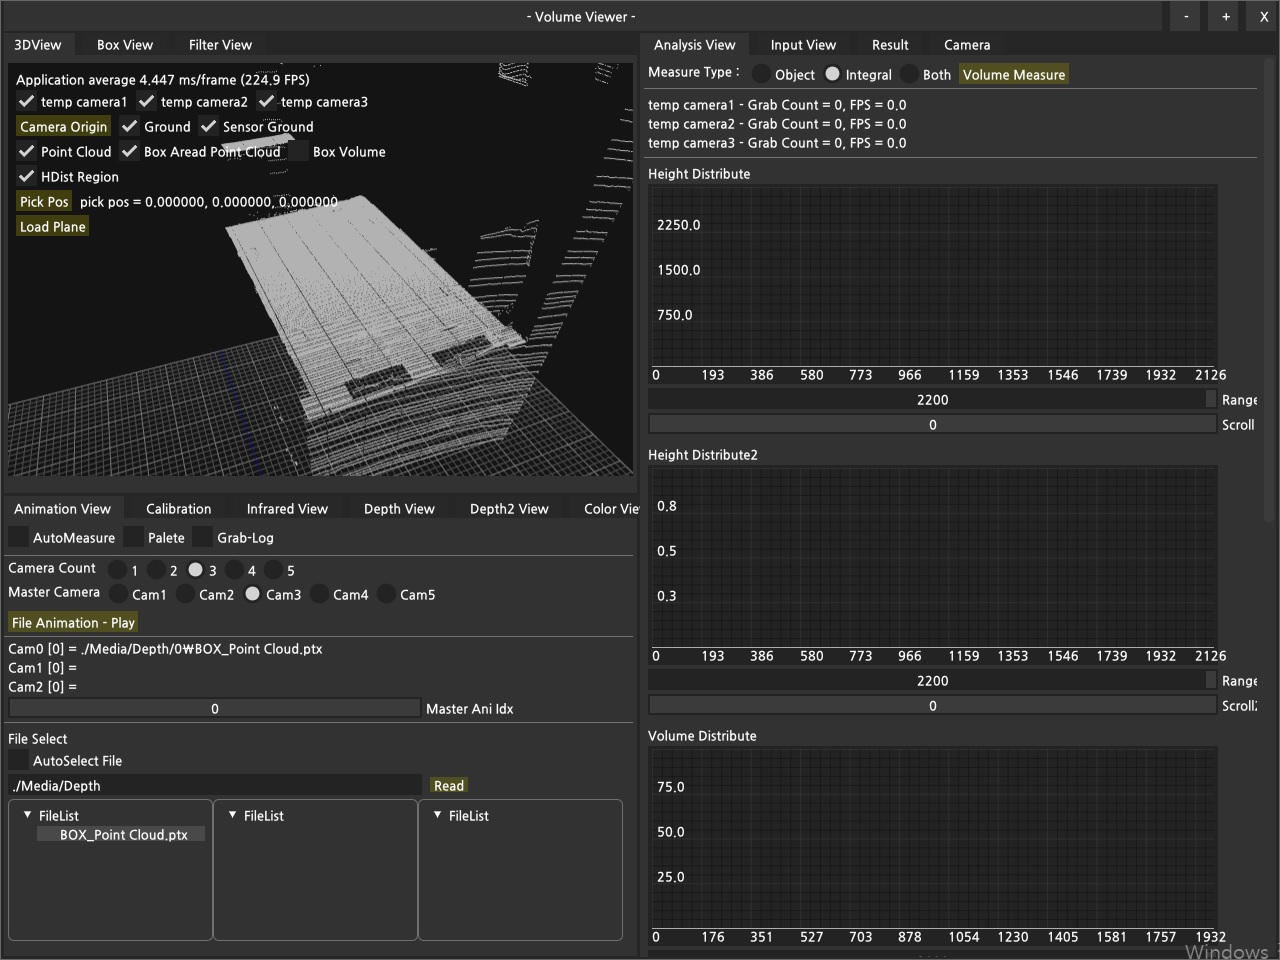 - Volume Viewer -
- + X
3DView Box View Filter View
Application average 4.447 ms/frame (224.9 FPS)
temp camera1 temp camera2 temp camera3
Camera Origin Ground Sensor Ground
Point Cloud Box Aread Point Cloud Box Volume
HDist Region
Pick Pos pick pos = 0.000000, 0.000000, 0.000000
Load Plane
Animation View Calibration Infrared View Depth View Depth2 View Color Vie
AutoMeasure Palete Grab-Log
Camera Count 1 2 3 4 5
Master Camera Cam1 Cam2 Cam3 Cam4 Cam5
File Animation - Play
Cam0 [0] = ./Media/Depth/0₩BOX_Point Cloud.ptx
Cam1 [0] =
Cam2 [0] =
0 Master Ani Idx
File Select
AutoSelect File
./Media/Depth Read
FileList FileList FileList
BOX_Point Cloud.ptx
Analysis View Input View Result Camera
Measure Type : Object Integral Both Volume Measure
temp camera1 - Grab Count = 0, FPS = 0.0
temp camera2 - Grab Count = 0, FPS = 0.0
temp camera3 - Grab Count = 0, FPS = 0.0
Height Distribute
2250.0
1500.0
750.0
0 193 386 580 773 966 1159 1353 1546 1739 1932 2126
2200 Range
0 Scroll
Height Distribute2
0.8
0.5
0.3
0 193 386 580 773 966 1159 1353 1546 1739 1932 2126
2200 Range
0 Scroll2
Volume Distribute
75.0
50.0
25.0
0 176 351 527 703 878 1054 1230 1405 1581 1757 1932
Windows